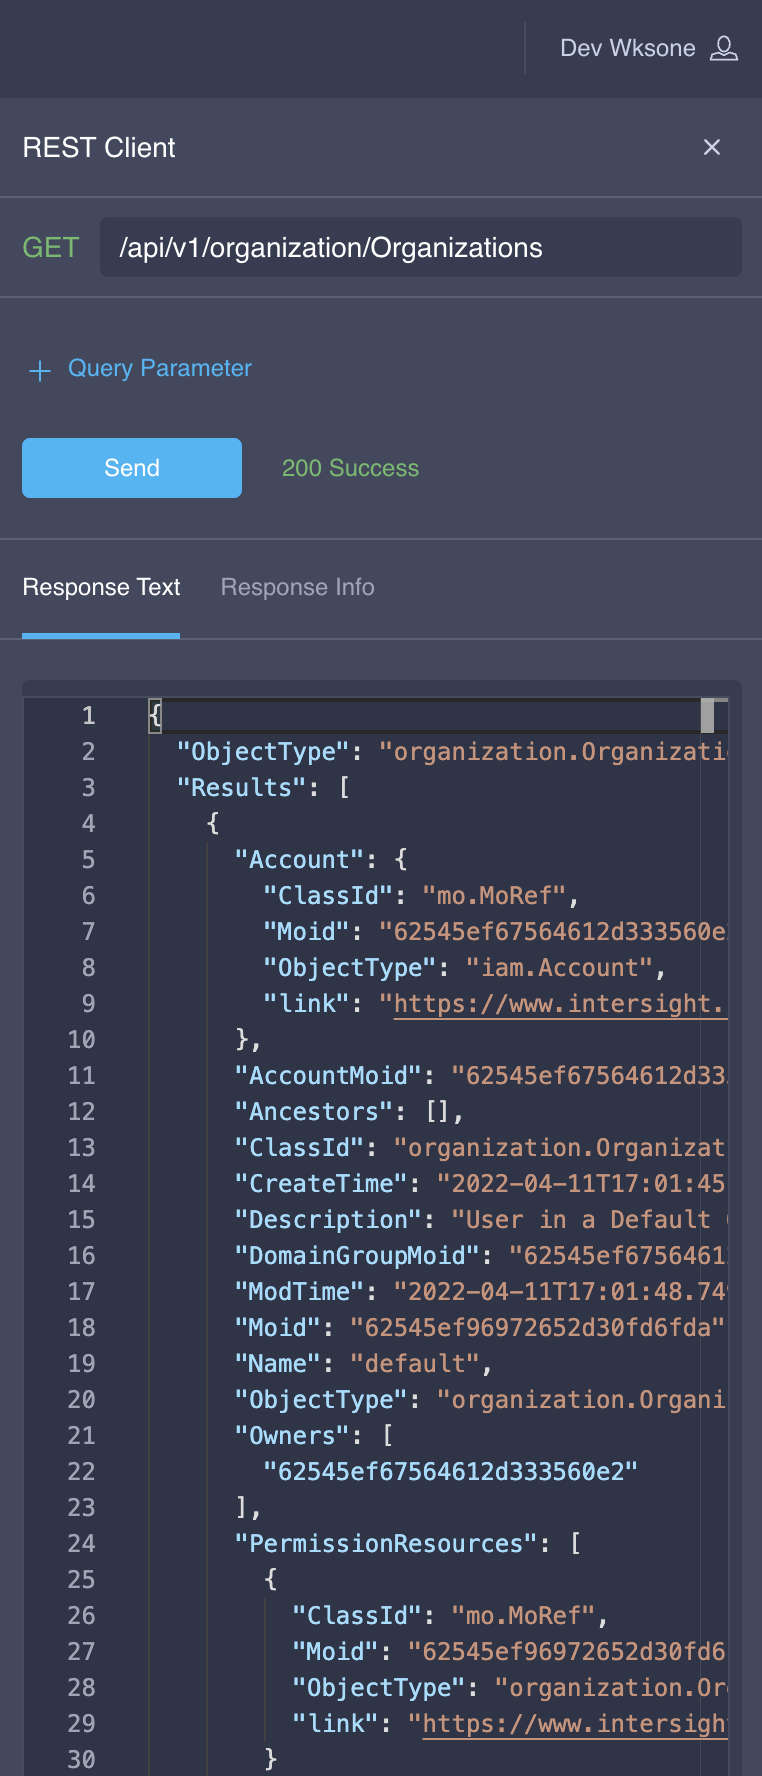 Dev Wksone
REST Client
GET /api/v1/organization/Organizations
Query Parameter
Send 200 Success
Response Text Response Info
1 {
2 "ObjectType": "organization.Organizati
3 "Results": [
4 {
5 "Account": {
6 "ClassId": "mo.MoRef",
7 "Moid": "62545ef67564612d333560e
8 "ObjectType": "iam.Account",
9 "link": "https://www.intersight.
10 },
11 "AccountMoid": "62545ef67564612d33
12 "Ancestors": [],
13 "ClassId": "organization.Organizat
14 "CreateTime": "2022-04-11T17:01:45
15 "Description": "User in a Default
16 "DomainGroupMoid": "62545ef6756461
17 "ModTime": "2022-04-11T17:01:48.74
18 "Moid": "62545ef96972652d30fd6fda"
19 "Name": "default",
20 "ObjectType": "organization.Organi
21 "Owners": [
22 "62545ef67564612d333560e2"
23 ],
24 "PermissionResources": [
25 {
26 "ClassId": "mo.MoRef",
27 "Moid": "62545ef96972652d30fd6
28 "ObjectType": "organization.Or
29 "link": "https://www.intersigh
30 }